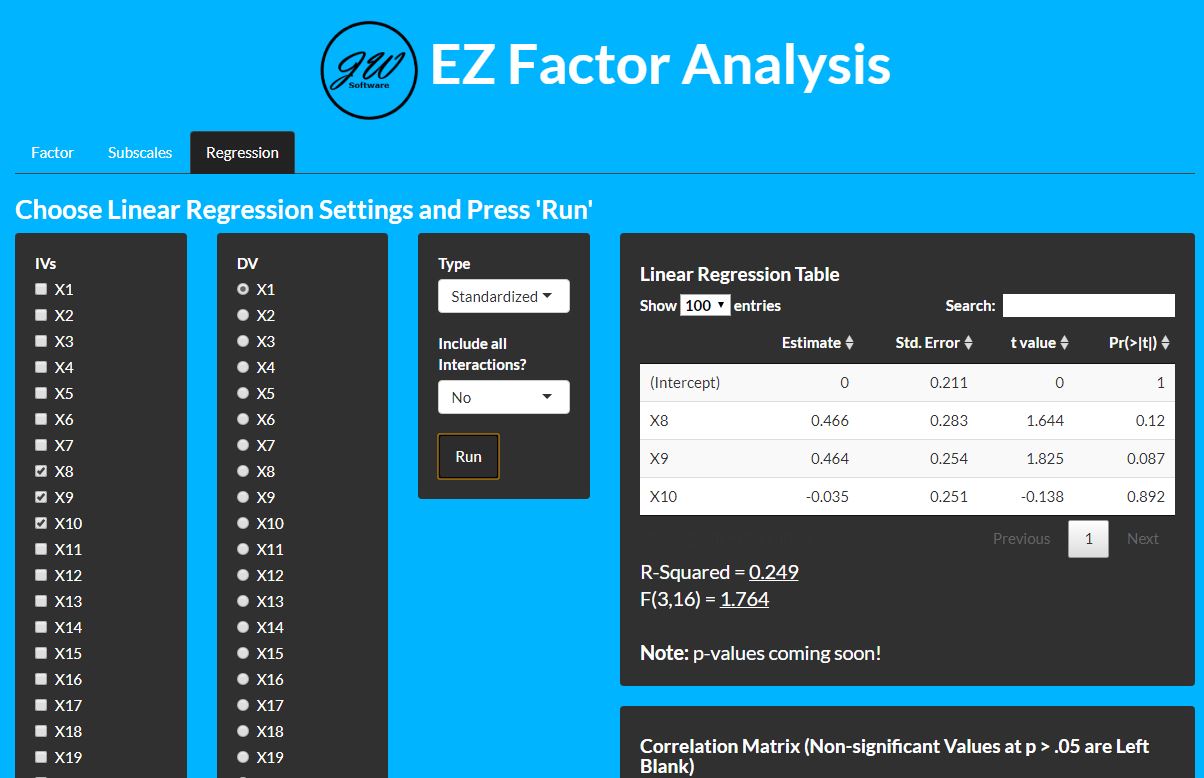 JW
Software
EZ Factor Analysis
Factor
Subscales
Regression
Choose Linear Regression Settings and Press 'Run'
IVs
X1
X2
X3
X4
X5
X6
X7
X8
X9
X10
X11
X12
X13
X14
X15
X16
X17
X18
X19
DV
X1
X2
X3
X4
X5
X6
X7
X8
X9
X10
X11
X12
X13
X14
X15
X16
X17
X18
X19
Type
Standardized
Include all
Interactions?
No
Run
Linear Regression Table
Show 100 entries Search:
Estimate Std. Error t value Pr(>|t|)
(Intercept) 0 0.211 0 1
X8 0.466 0.283 1.644 0.12
X9 0.464 0.254 1.825 0.087
X10 -0.035 0.251 -0.138 0.892
Previous 1 Next
R-Squared = 0.249
F(3,16) = 1.764
Note: p-values coming soon!
Correlation Matrix (Non-significant Values at p > .05 are Left
Blank)